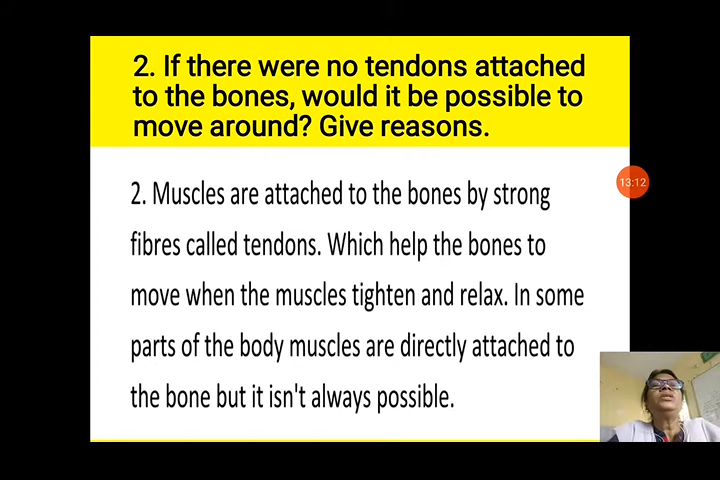 2. If there were no tendons attached
to the bones, would it be possible to
move around? Give reasons.
2. Muscles are attached to the bones by strong
fibres called tendons. Which help the bones to
move when the muscles tighten and relax. In some
parts of the body muscles are directly attached to
the bone but it isn't always possible.
13:12